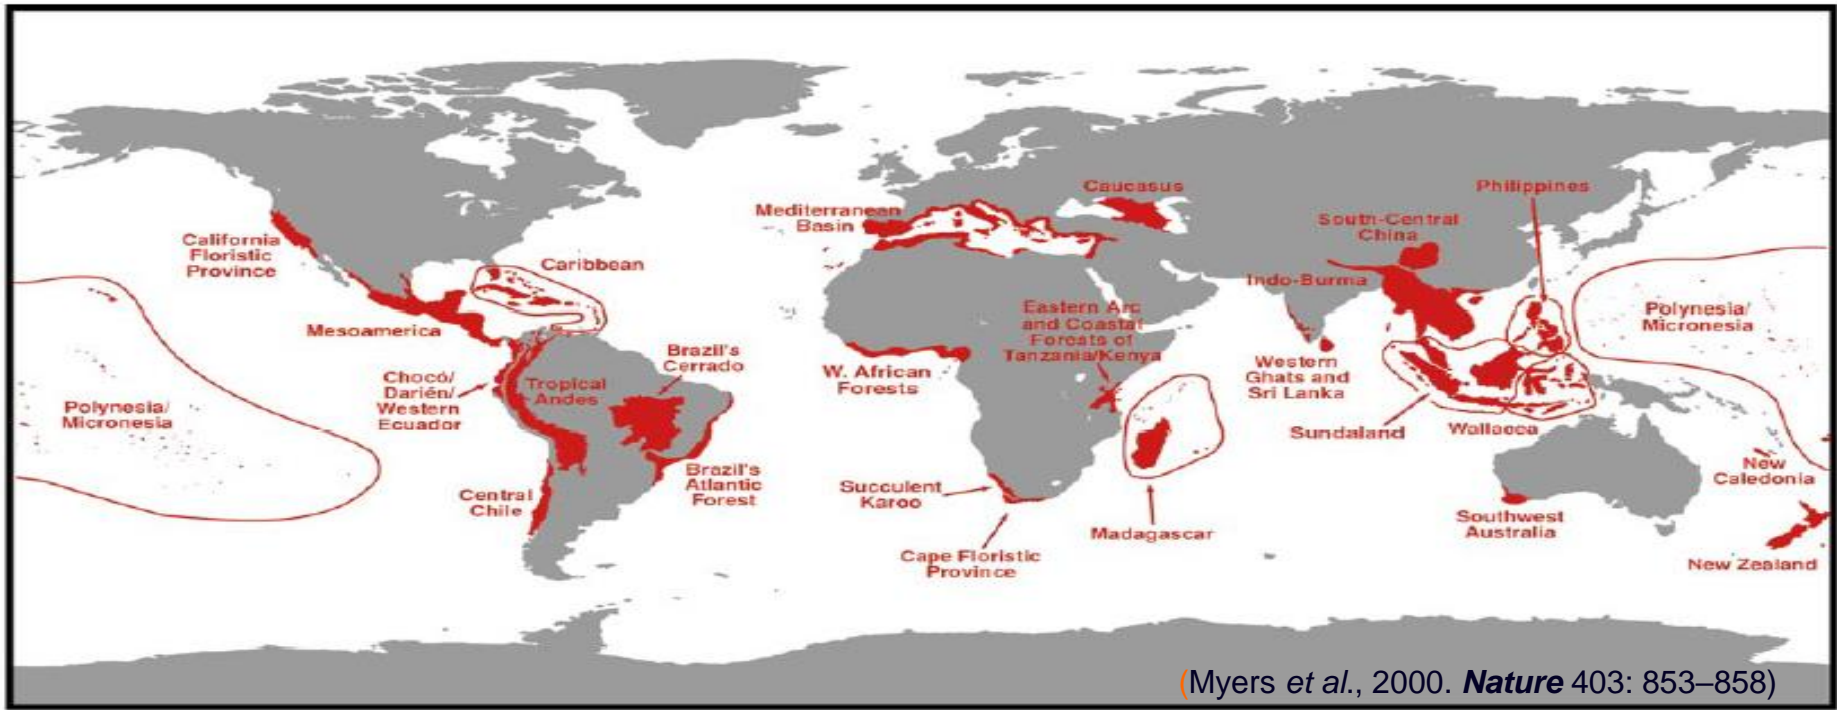 Caucasus
Philippines
Mediterranean
Basin
South-Central
China
California
Floristic
Province
Caribbean
Indo-Burma
Eastern Arc
and Coastal
Forests of
Tanzania/Kenya
Polynesia/
Micronesia
Mesoamerica
Brazil's
Cerrado
W. African
Forests
Western
Ghats and
Sri Lanka
Chocó/
Darién/
Western
Ecuador
Tropical
Andes
Polynesia/
Micronesia
Sundaland
Wallacea
Brazil's
Atlantic
Forest
New
Caledonia
Central
Chile
Succulent
Karoo
Madagascar
Southwest
Australia
Cape Floristic
Province
New Zealand
(Myers et al., 2000. Nature 403: 853–858)